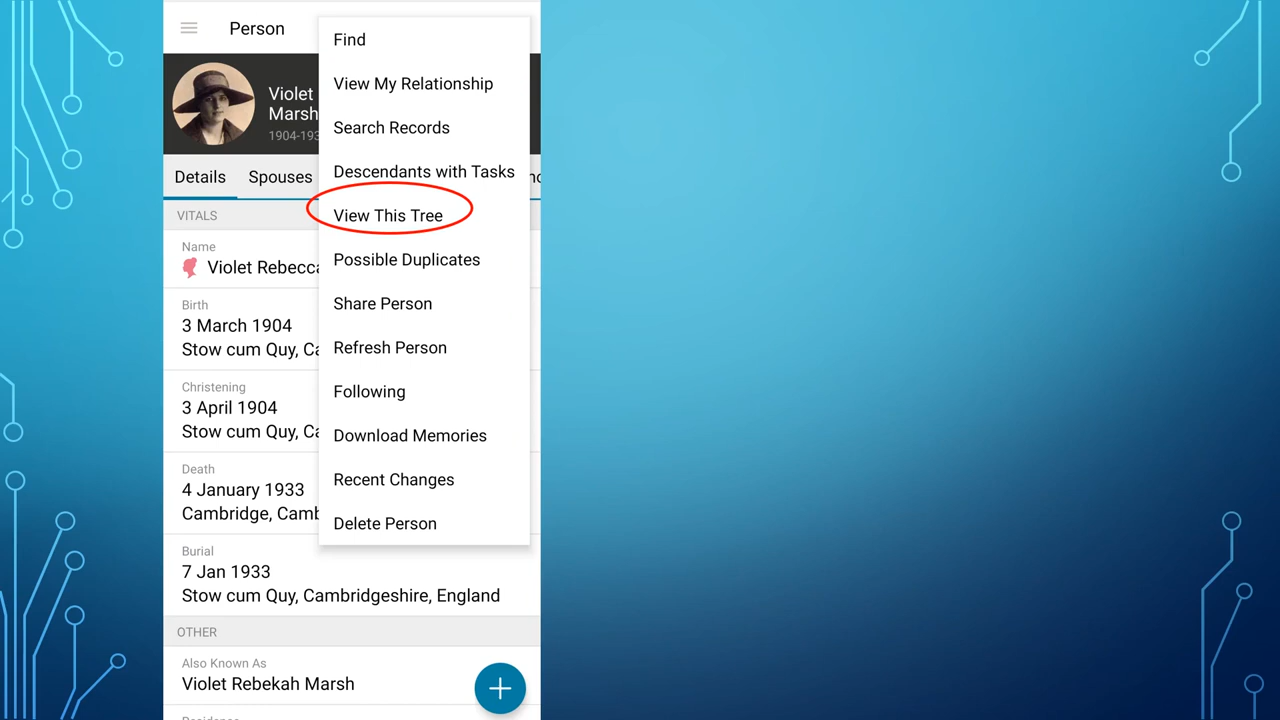 Person
Violet
Marsh
1904-193
Details
Spouses
VITALS
Name
Violet Rebecca
Birth
3 March 1904
Stow cum Quy, Ca
Christening
3 April 1904
Stow cum Quy, Ca
Death
4 January 1933
Cambridge, Camb
Burial
7 Jan 1933
Stow cum Quy, Cambridgeshire, England
OTHER
Also Known As
Violet Rebekah Marsh
Find
View My Relationship
Search Records
Descendants with Tasks
View This Tree
Possible Duplicates
Share Person
Refresh Person
Following
Download Memories
Recent Changes
Delete Person